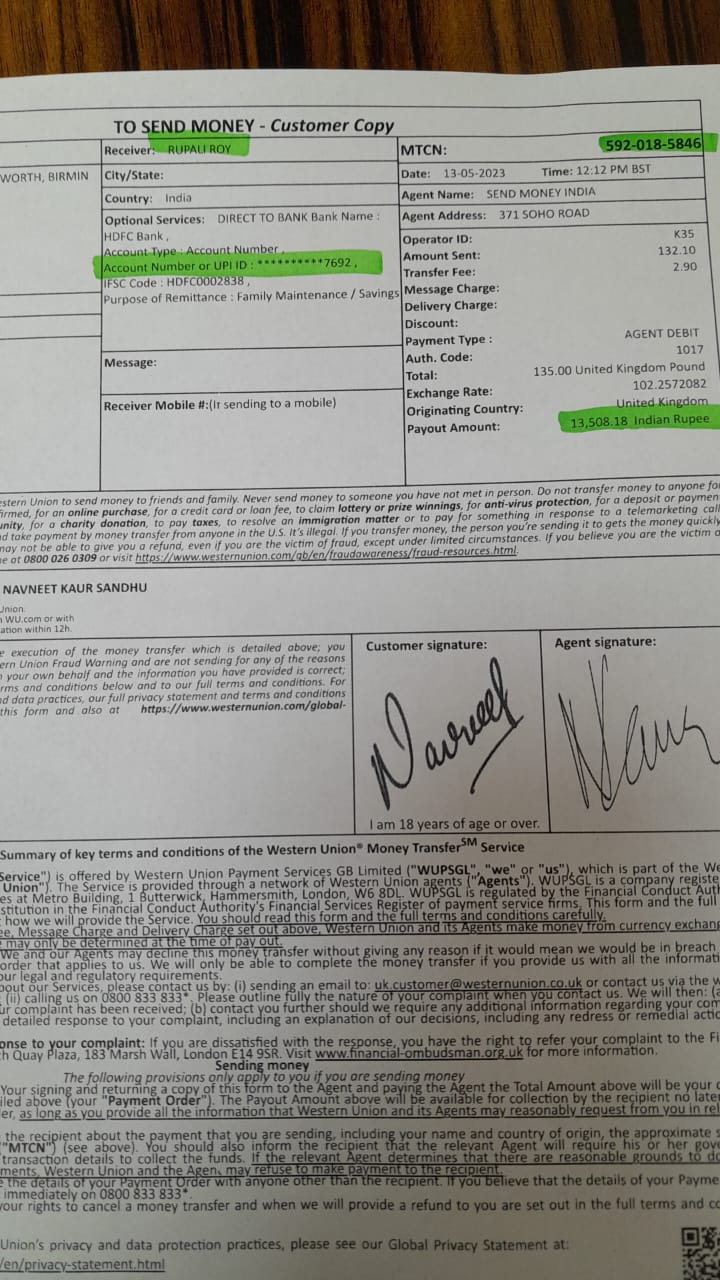 TO SEND MONEY - Customer Copy
WORTH, BIRMIN
Receiver: RUPALI ROY
City/State:
Country: India
Optional Services: DIRECT TO BANK Bank Name :
HDFC Bank ,
Account Type : Account Number ,
Account Number or UPI ID : **********7692 ,
IFSC Code : HDFC0002838 ,
Purpose of Remittance : Family Maintenance / Savings
Message:
Receiver Mobile #:(If sending to a mobile)
MTCN: 592-018-5846
Date: 13-05-2023 Time: 12:12 PM BST
Agent Name: SEND MONEY INDIA
Agent Address: 371 SOHO ROAD
Operator ID: K35
Amount Sent: 132.10
Transfer Fee: 2.90
Message Charge:
Delivery Charge:
Discount:
Payment Type : AGENT DEBIT
Auth. Code: 1017
Total: 135.00 United Kingdom Pound
Exchange Rate: 102.2572082
Originating Country: United Kingdom
Payout Amount: 13,508.18 Indian Rupee
estern Union to send money to friends and family. Never send money to someone you have not met in person. Do not transfer money to anyone for
firmed, for an online purchase, for a credit card or loan fee, to claim lottery or prize winnings, for anti-virus protection, for a deposit or payment
unity, for a charity donation, to pay taxes, to resolve an immigration matter or to pay for something in response to a telemarketing call
d take payment by money transfer from anyone in the U.S. It's illegal. If you transfer money, the person you're sending it to gets the money quickly
may not be able to give you a refund, even if you are the victim of fraud, except under limited circumstances. If you believe you are the victim o
ne at 0800 026 0309 or visit https://www.westernunion.com/gb/en/fraudawareness/fraud-resources.html.
NAVNEET KAUR SANDHU
Union.
n WU.com or with
ation within 12h.
e execution of the money transfer which is detailed above; you
ern Union Fraud Warning and are not sending for any of the reasons
n your own behalf and the information you have provided is correct;
rms and conditions below and to our full terms and conditions. For
nd data practices, our full privacy statement and terms and conditions
this form and also at https://www.westernunion.com/global-
Customer signature:
Navneet
I am 18 years of age or over.
Agent signature:
Summary of key terms and conditions of the Western Union® Money TransferSM Service
Service") is offered by Western Union Payment Services GB Limited ("WUPSGL", "we" or "us"), which is part of the We
Union"). The Service is provided through a network of Western Union agents ("Agents"). WUPSGL is a company registe
es at Metro Building, 1 Butterwick, Hammersmith, London, W6 8DL. WUPSGL is regulated by the Financial Conduct Auth
stitution in the Financial Conduct Authority's Financial Services Register of payment service firms. This form and the full
how we will provide the Service. You should read this form and the full terms and conditions carefully.
ee, Message Charge and Delivery Charge set out above, Western Union and its Agents make money from currency exchan
e may only be determined at the time of pay out.
We and our Agents may decline this money transfer without giving any reason if it would mean we would be in breach
order that applies to us. We will only be able to complete the money transfer if you provide us with all the informati
our legal and regulatory requirements.
bout our Services, please contact us by: (i) sending an email to: uk.customer@westernunion.co.uk or contact us via the w
(ii) calling us on 0800 833 833*. Please outline fully the nature of your complaint when you contact us. We will then: (a
ur complaint has been received; (b) contact you further should we require any additional information regarding your com
detailed response to your complaint, including an explanation of our decisions, including any redress or remedial actio
onse to your complaint: If you are dissatisfied with the response, you have the right to refer your complaint to the Fi
h Quay Plaza, 183 Marsh Wall, London E14 9SR. Visit www.financial-ombudsman.org.uk for more information.
Sending money
The following provisions only apply to you if you are sending money
Your signing and returning a copy of this form to the Agent and paying the Agent the Total Amount above will be your c
iled above (your "Payment Order"). The Payout Amount above will be available for collection by the recipient no late
er, as long as you provide all the information that Western Union and its Agents may reasonably request from you in rel
the recipient about the payment that you are sending, including your name and country of origin, the approximate s
"MTCN") (see above). You should also inform the recipient that the relevant Agent will require his or her gove
transaction details to collect the funds. If the relevant Agent determines that there are reasonable grounds to do
ments, Western Union and the Agent may refuse to make payment to the recipient.
e the details of your Payment Order with anyone other than the recipient. If you believe that the details of your Payme
immediately on 0800 833 833*.
your rights to cancel a money transfer and when we will provide a refund to you are set out in the full terms and co
Union's privacy and data protection practices, please see our Global Privacy Statement at:
/en/privacy-statement.html